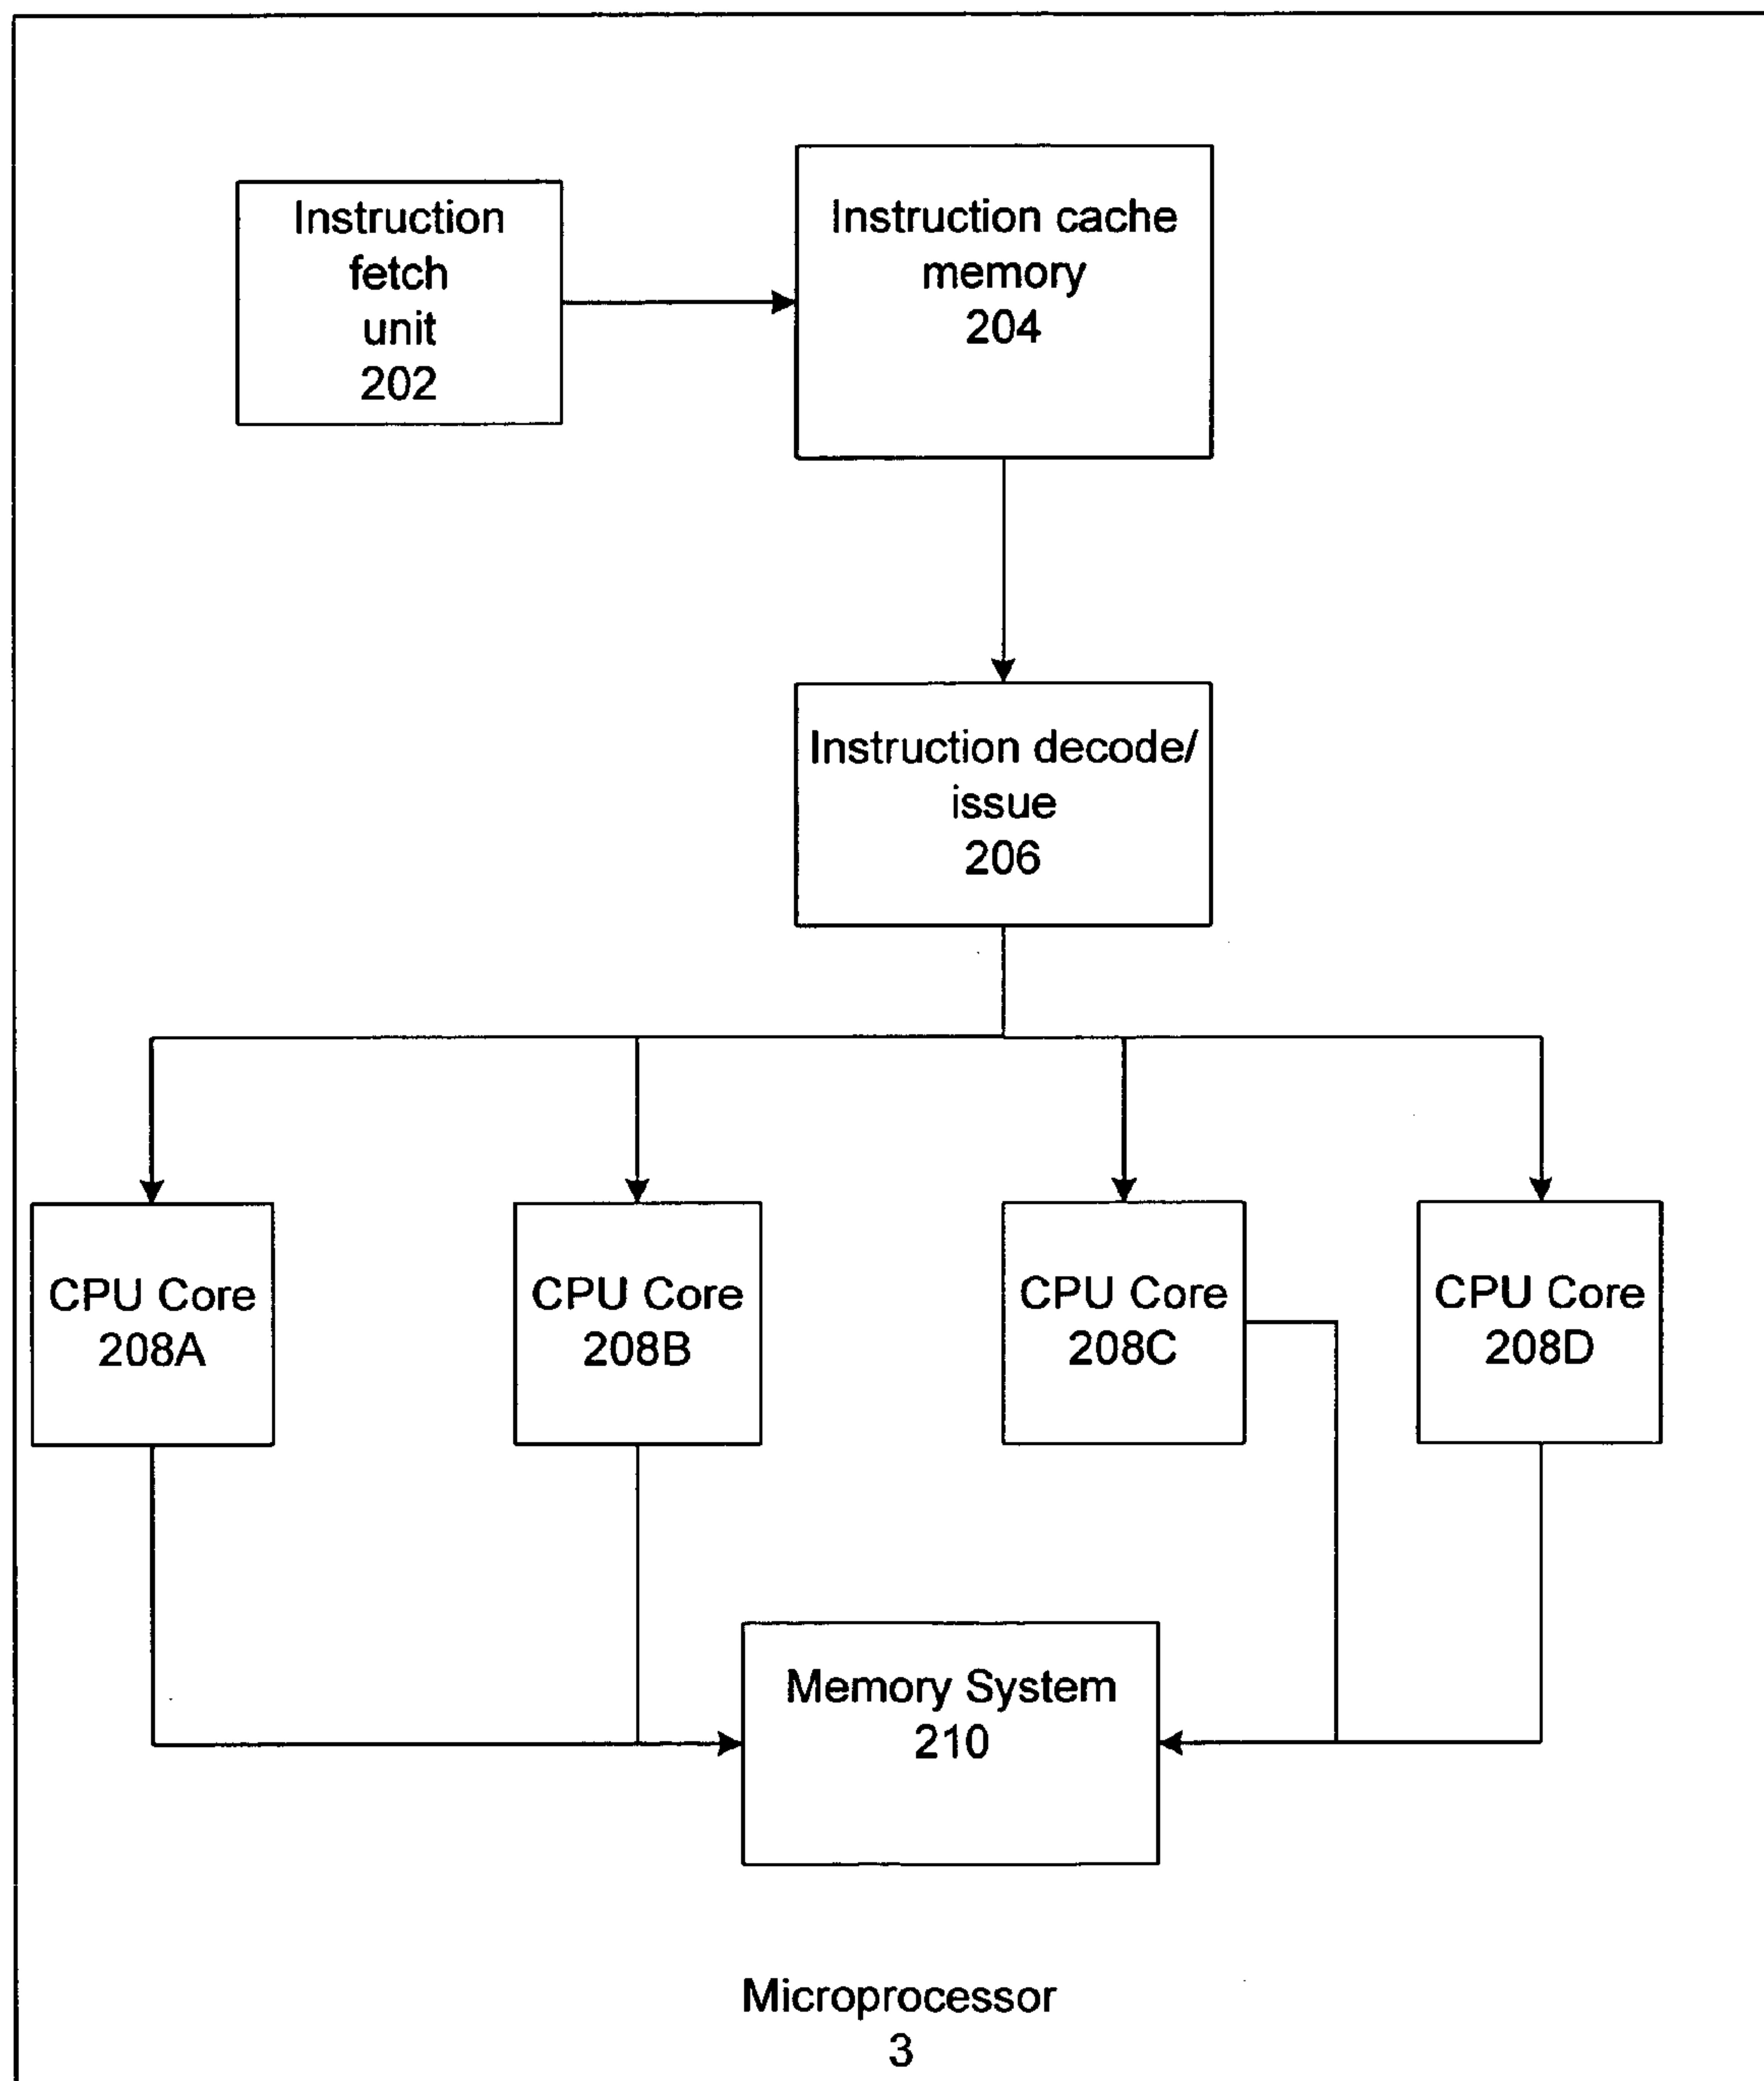 Instruction
fetch
unit
202
Instruction cache
memory
204
Instruction decode/
issue
206
CPU Core
208A
CPU Core
208B
CPU Core
208C
CPU Core
208D
Memory System
210
Microprocessor
3